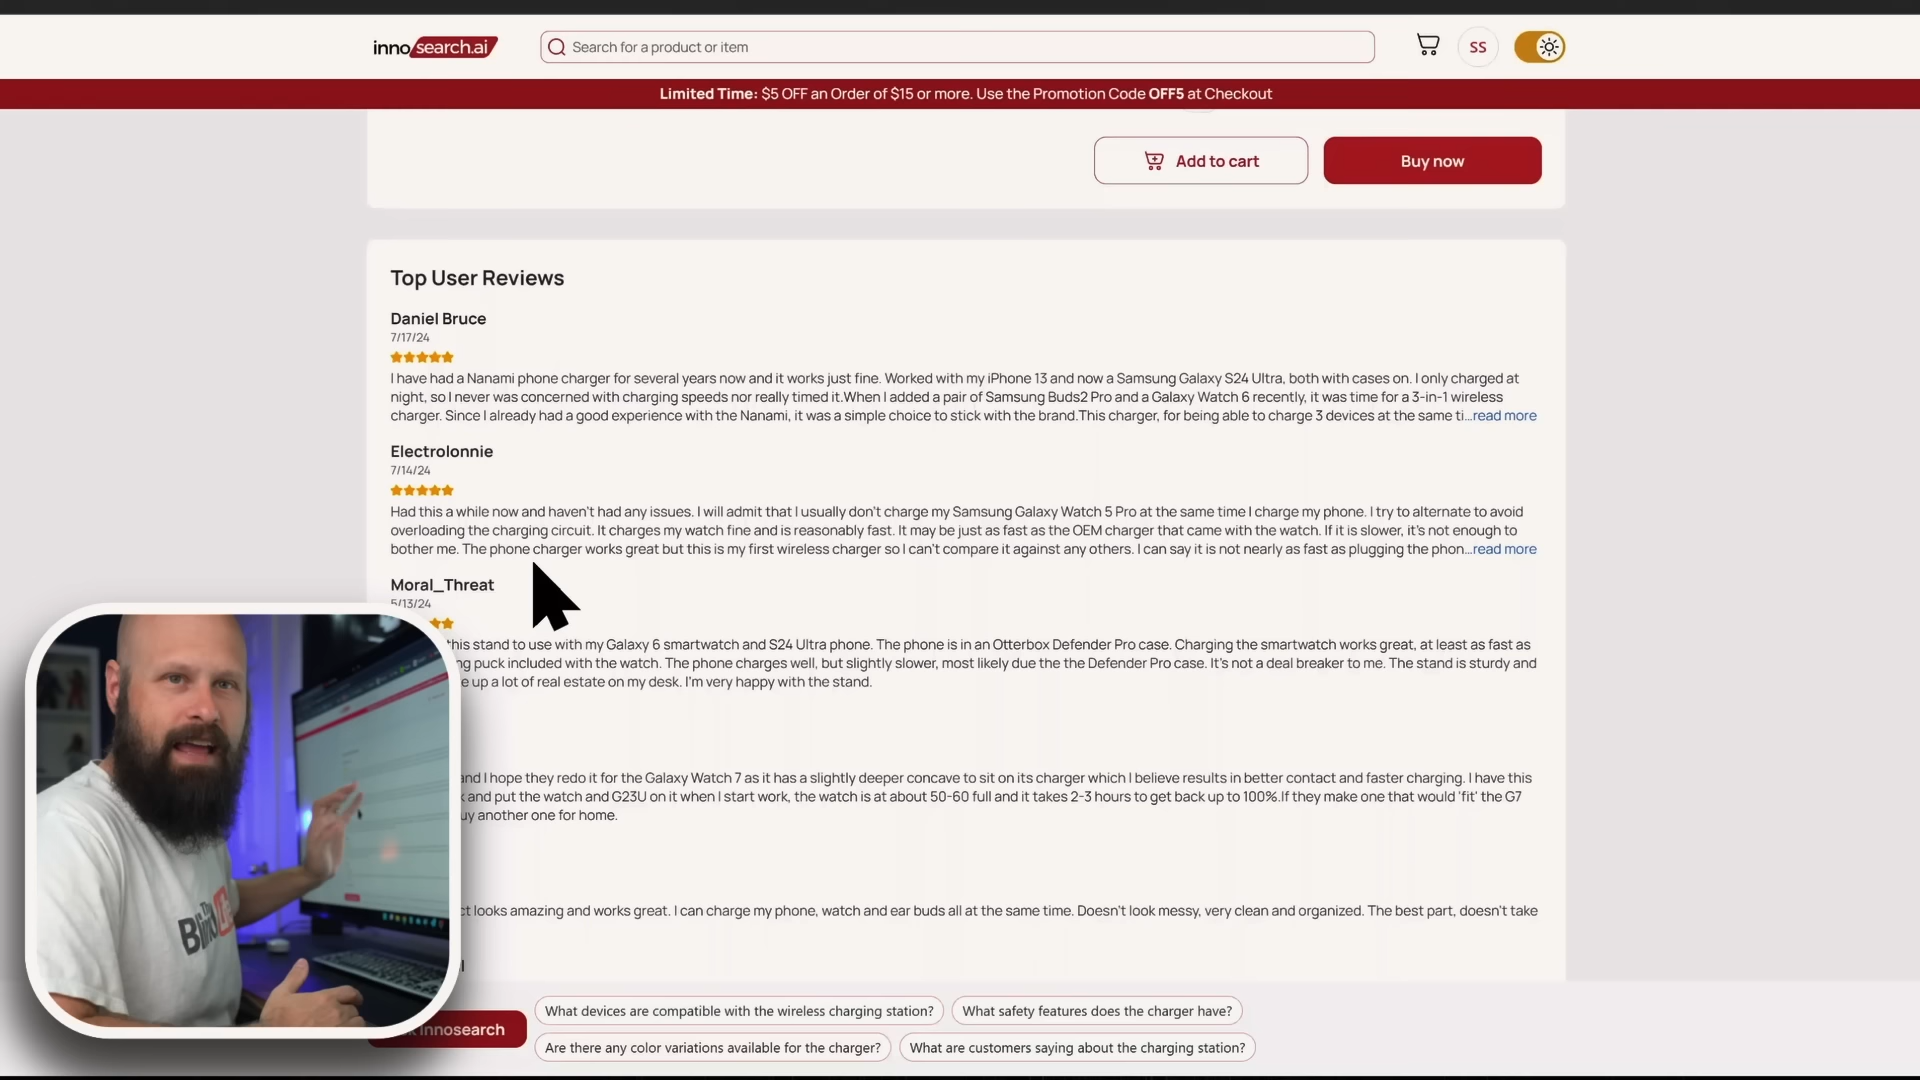 innosearch.ai
Search for a product or item
SS
Limited Time: $5 OFF an Order of $15 or more. Use the Promotion Code OFF5 at Checkout
Add to cart
Buy now
Top User Reviews
Daniel Bruce
7/17/24
I have had a Nanami phone charger for several years now and it works just fine. Worked with my iPhone 13 and now a Samsung Galaxy S24 Ultra, both with cases on. I only charged at
night, so I never was concerned with charging speeds nor really timed it.When I added a pair of Samsung Buds2 Pro and a Galaxy Watch 6 recently, it was time for a 3-in-1 wireless
charger. Since I already had a good experience with the Nanami, it was a simple choice to stick with the brand.This charger, for being able to charge 3 devices at the same ti...read more
Electrolonnie
7/14/24
Had this a while now and haven't had any issues. I will admit that I usually don't charge my Samsung Galaxy Watch 5 Pro at the same time I charge my phone. I try to alternate to avoid
overloading the charging circuit. It charges my watch fine and is reasonably fast. It may be just as fast as the OEM charger that came with the watch. If it is slower, it's not enough to
bother me. The phone charger works great but this is my first wireless charger so I can't compare it against any others. I can say it is not nearly as fast as plugging the phon...read more
Moral_Threat
5/13/24
this stand to use with my Galaxy 6 smartwatch and S24 Ultra phone. The phone is in an Otterbox Defender Pro case. Charging the smartwatch works great, at least as fast as
puck included with the watch. The phone charges well, but slightly slower, most likely due the the Defender Pro case. It's not a deal breaker to me. The stand is sturdy and
up a lot of real estate on my desk. I'm very happy with the stand.
and I hope they redo it for the Galaxy Watch 7 as it has a slightly deeper concave to sit on its charger which I believe results in better contact and faster charging. I have this
and put the watch and G23U on it when I start work, the watch is at about 50-60 full and it takes 2-3 hours to get back up to 100%.If they make one that would 'fit' the G7
another one for home.
looks amazing and works great. I can charge my phone, watch and ear buds all at the same time. Doesn't look messy, very clean and organized. The best part, doesn't take
Innosearch
What devices are compatible with the wireless charging station?
What safety features does the charger have?
Are there any color variations available for the charger?
What are customers saying about the charging station?